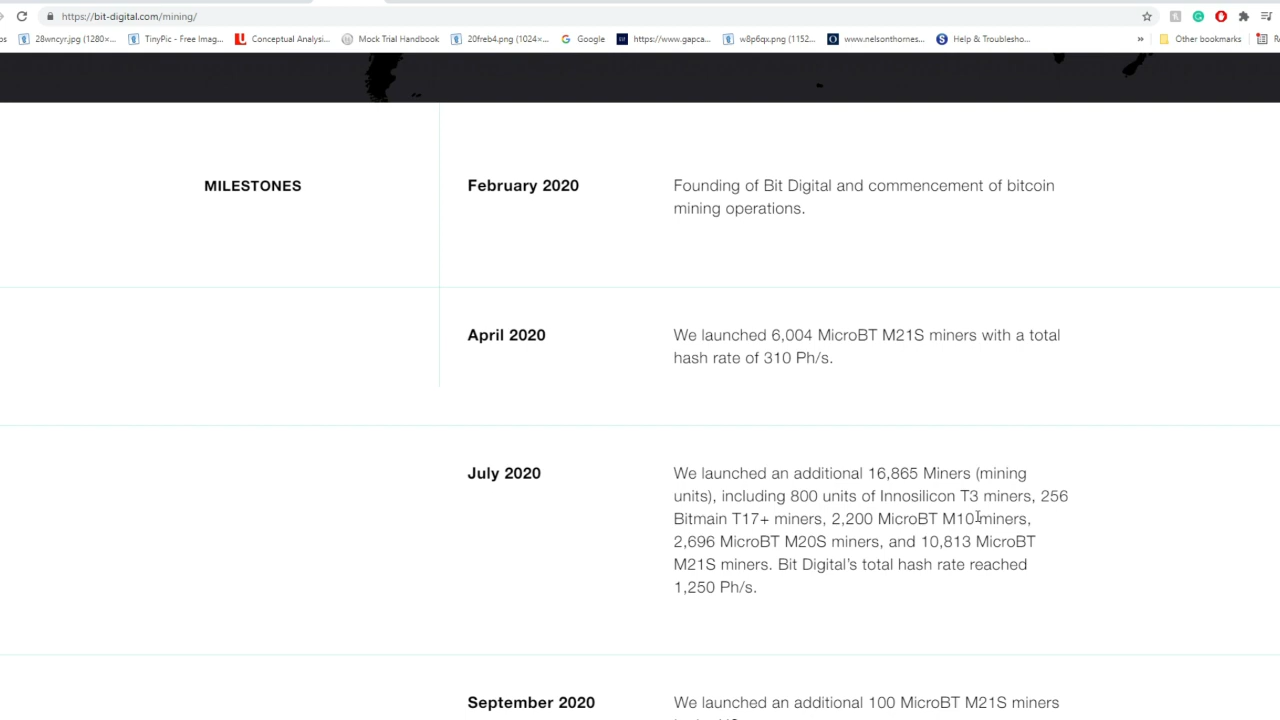 https://bit-digital.com/mining/
28wncyr.jpg (1280×...
TinyPic - Free Imag...
Conceptual Analysi...
Mock Trial Handbook
20freb4.png (1024×...
Google
https://www.gapca...
w8p6qx.png (1152...
www.nelsonthornes...
Help & Troublesho...
»
Other bookmarks
MILESTONES
February 2020
Founding of Bit Digital and commencement of bitcoin
mining operations.
April 2020
We launched 6,004 MicroBT M21S miners with a total
hash rate of 310 Ph/s.
July 2020
We launched an additional 16,865 Miners (mining
units), including 800 units of Innosilicon T3 miners, 256
Bitmain T17+ miners, 2,200 MicroBT M10 miners,
2,696 MicroBT M20S miners, and 10,813 MicroBT
M21S miners. Bit Digital's total hash rate reached
1,250 Ph/s.
September 2020
We launched an additional 100 MicroBT M21S miners